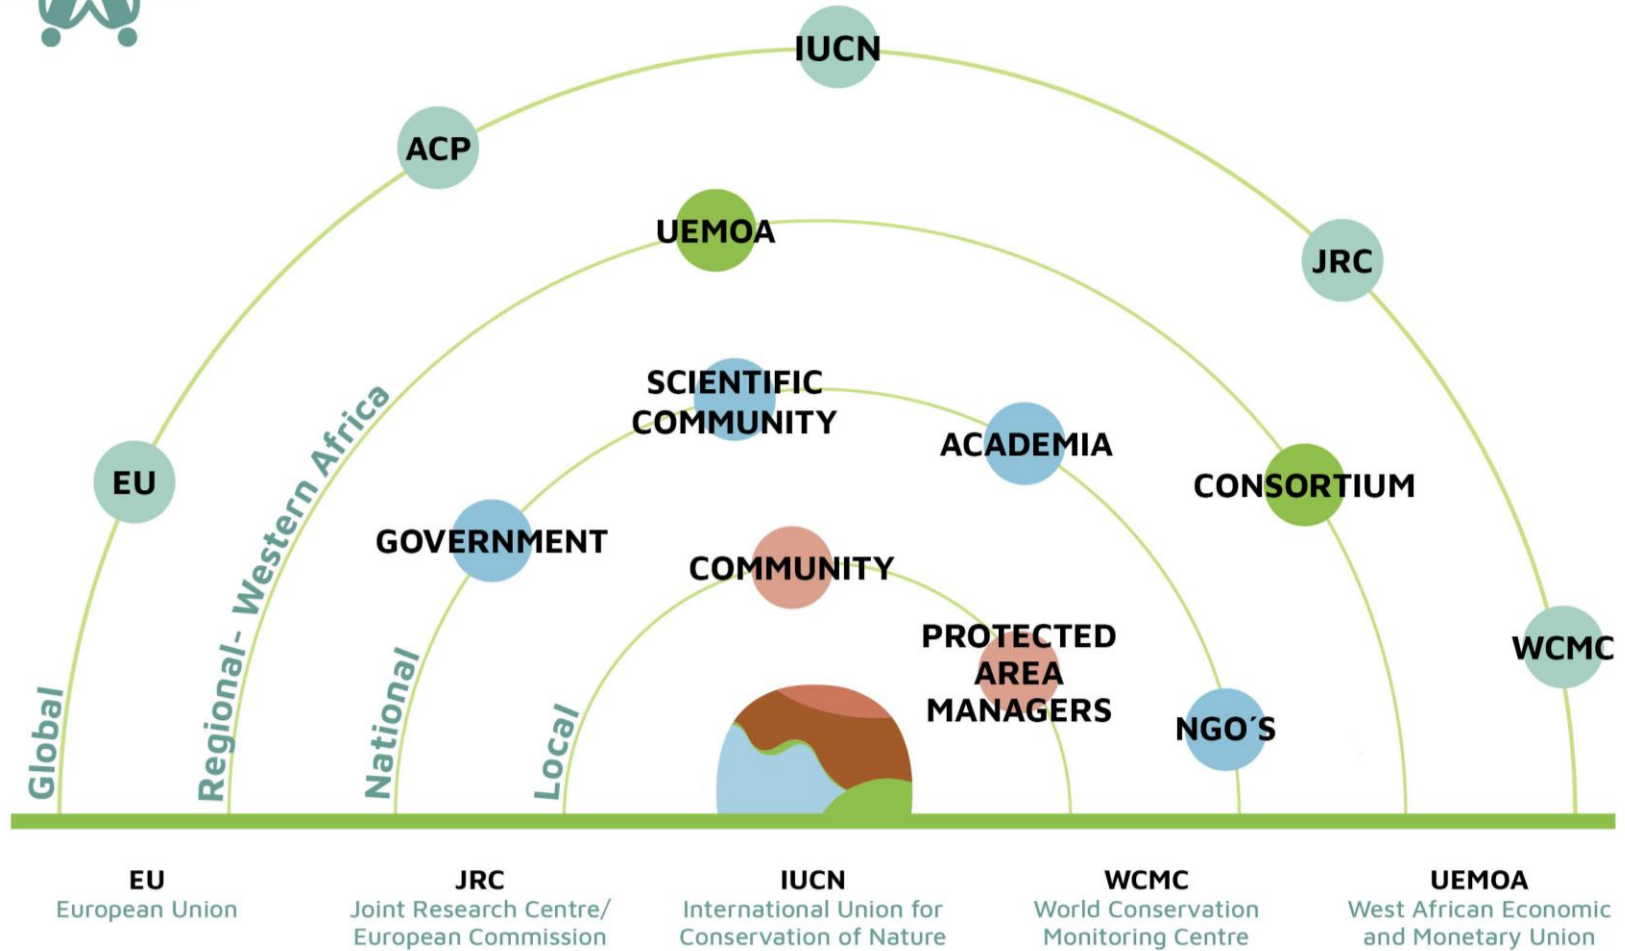 IUCN
ACP
UEMOA
JRC
SCIENTIFIC
COMMUNITY
ACADEMIA
EU
CONSORTIUM
GOVERNMENT
COMMUNITY
PROTECTED
AREA
MANAGERS
WCMC
NGO´S
Global
Regional- Western Africa
National
Local
EU
European Union
JRC
Joint Research Centre/
European Commission
IUCN
International Union for
Conservation of Nature
WCMC
World Conservation
Monitoring Centre
UEMOA
West African Economic
and Monetary Union